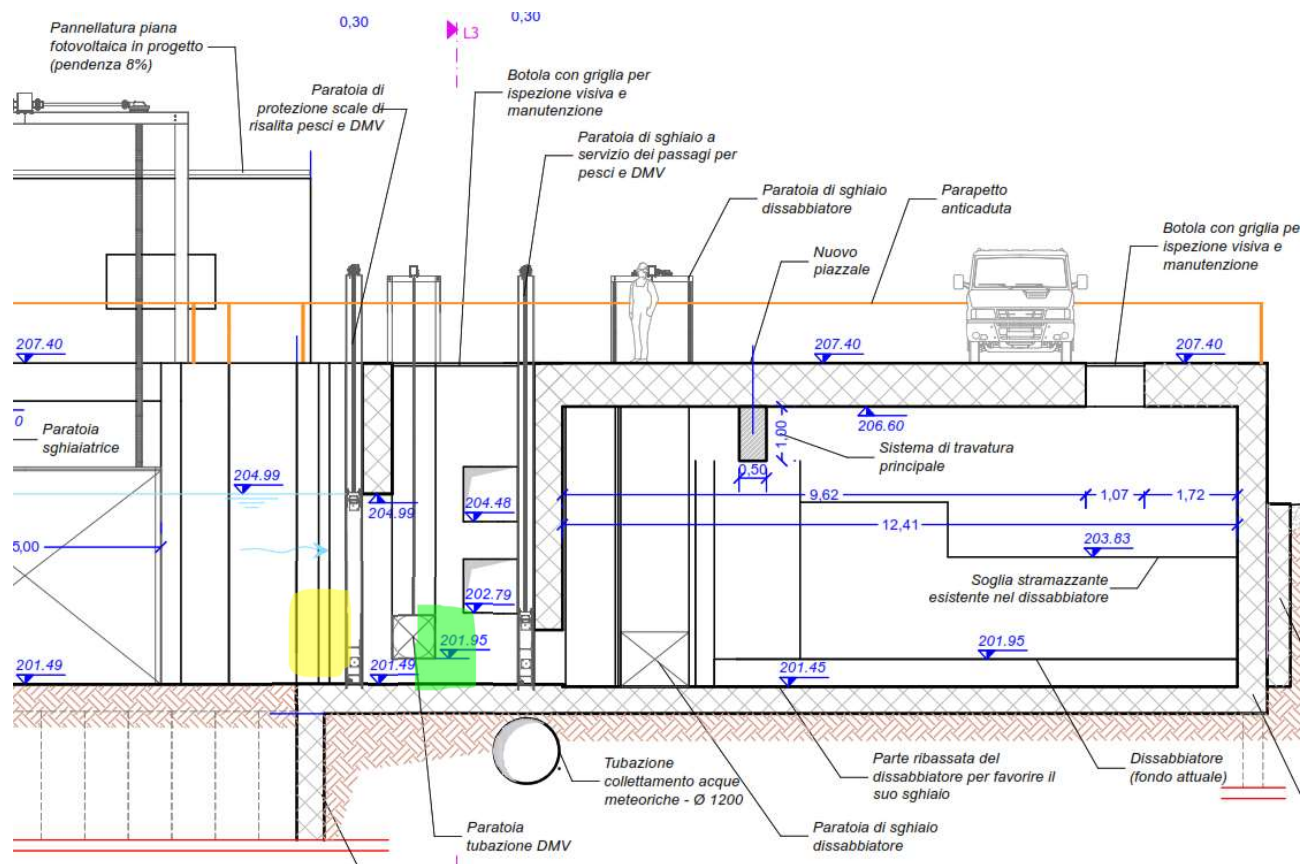 0,30
0,30
L3
Pannellatura piana
fotovoltaica in progetto
(pendenza 8%)
Paratoia di
protezione scale di
risalita pesci e DMV
Botola con griglia per
ispezione visiva e
manutenzione
Paratoia di sghiaio a
servizio dei passagi per
pesci e DMV
Paratoia di sghiaio
dissabbiatore
Parapetto
anticaduta
Nuovo
piazzale
Botola con griglia pe
ispezione visiva e
manutenzione
207.40
207.40
207.40
0
Paratoia
sghiaiatrice
206.60
1,00
Sistema di travatura
principale
0,50
204.99
204.99
204.48
9,62
1,07
1,72
12,41
5,00
203.83
Soglia stramazzante
esistente nel dissabbiatore
202.79
201.95
201.95
201.49
201.49
201.45
Tubazione
collettamento acque
meteoriche - Ø 1200
Parte ribassata del
dissabbiatore per favorire il
suo sghiaio
Dissabbiatore
(fondo attuale)
Paratoia
tubazione DMV
Paratoia di sghiaio
dissabbiatore